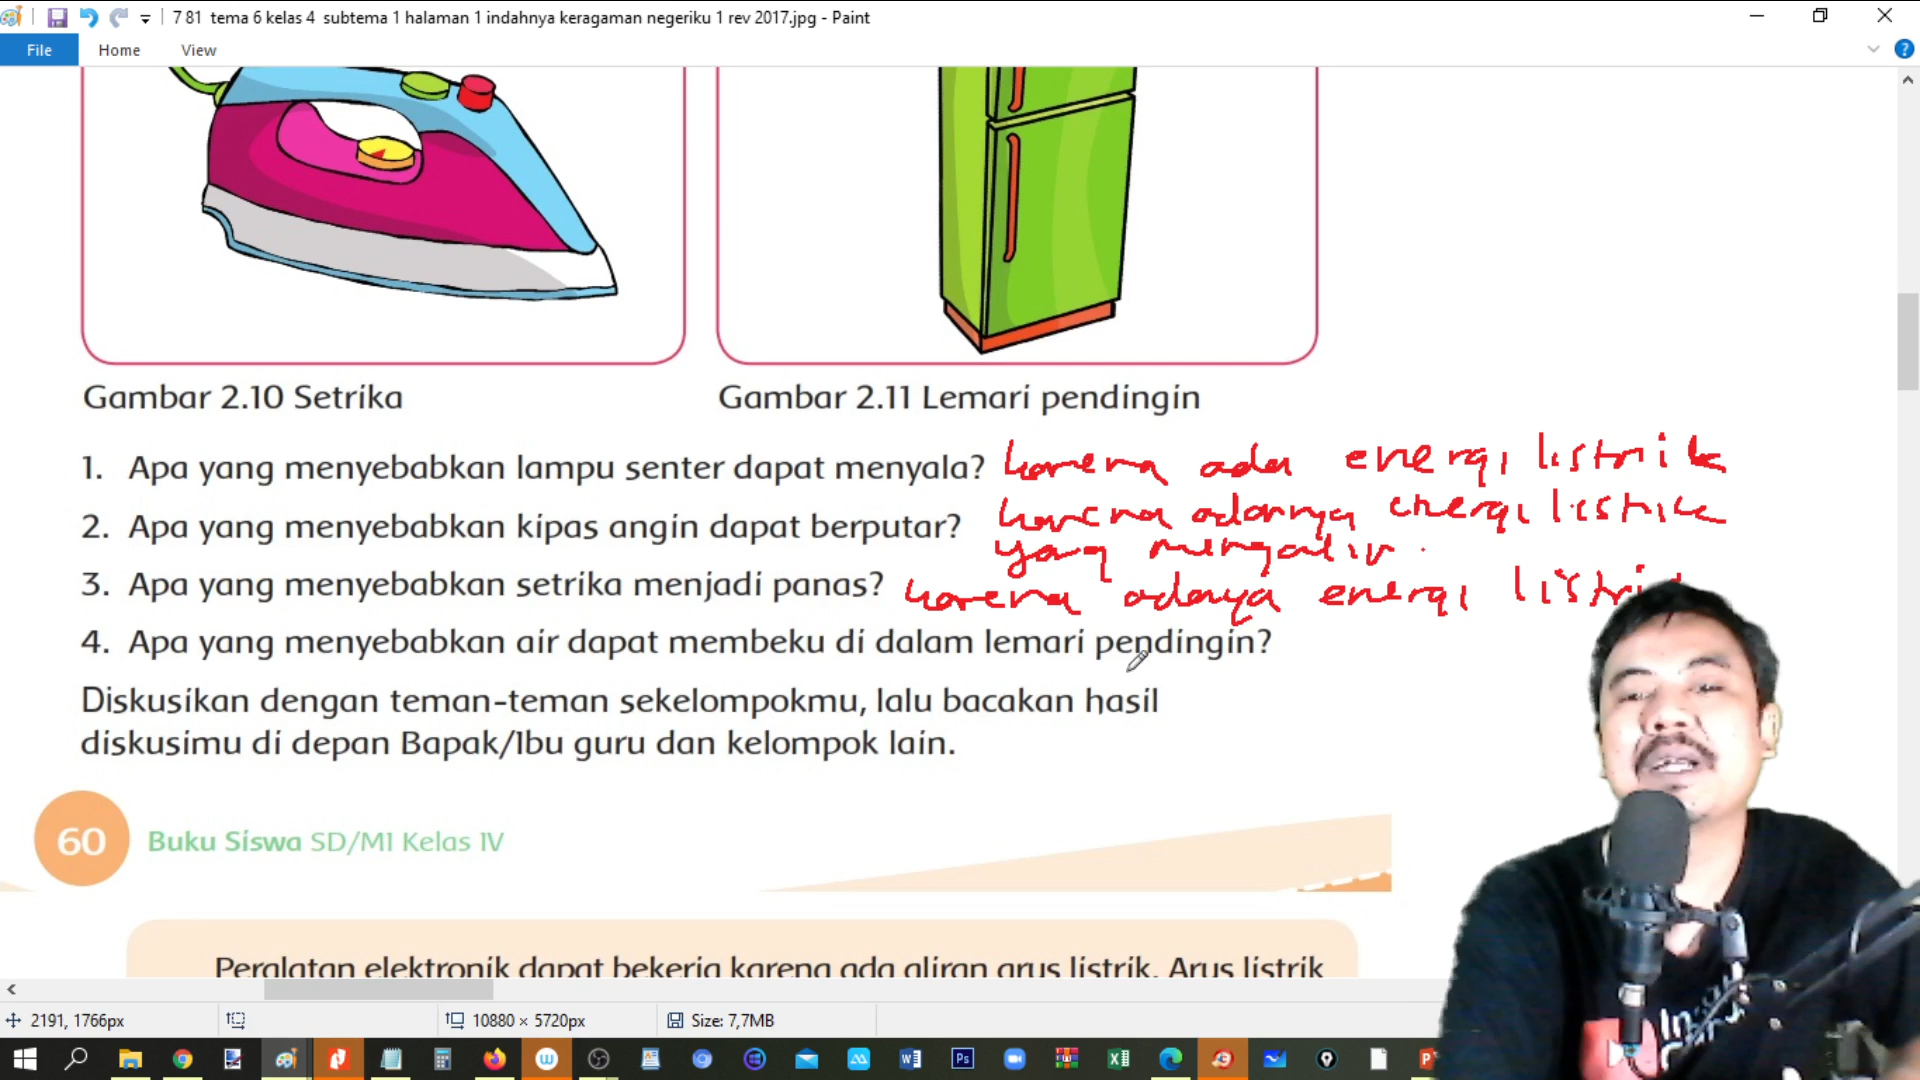 7 81 tema 6 kelas 4 subtema 1 halaman 1 indahnya keragaman negeriku 1 rev 2017.jpg - Paint
File Home View
Gambar 2.10 Setrika
Gambar 2.11 Lemari pendingin
1. Apa yang menyebabkan lampu senter dapat menyala? karena ada energi listrik
2. Apa yang menyebabkan kipas angin dapat berputar? karena adanya energi listrik
yang mengalir.
3. Apa yang menyebabkan setrika menjadi panas? karena adaya energi
4. Apa yang menyebabkan air dapat membeku di dalam lemari pendingin?
Diskusikan dengan teman-teman sekelompokmu, lalu bacakan hasil
diskusimu di depan Bapak/Ibu guru dan kelompok lain.
60 Buku Siswa SD/MI Kelas IV
Peralatan elektronik dapat bekerja karena ada aliran arus listrik. Arus listrik
2191, 1766px
10880 × 5720px
Size: 7,7MB